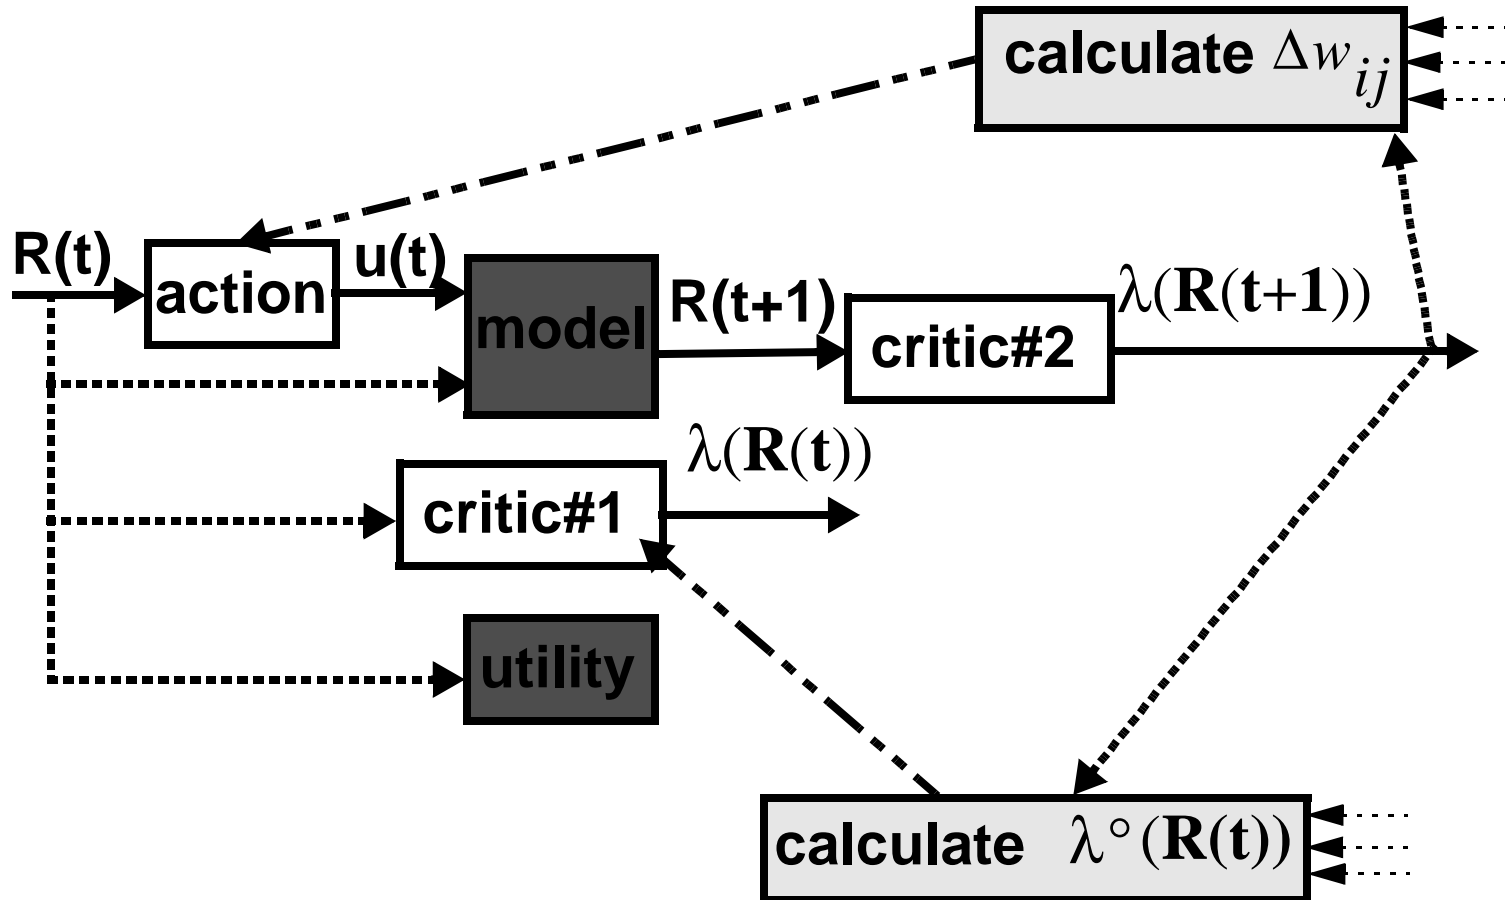 calculate Δw_ij
R(t)
action
u(t)
model
R(t+1)
critic#2
λ(R(t+1))
λ(R(t))
critic#1
utility
calculate λ°(R(t))